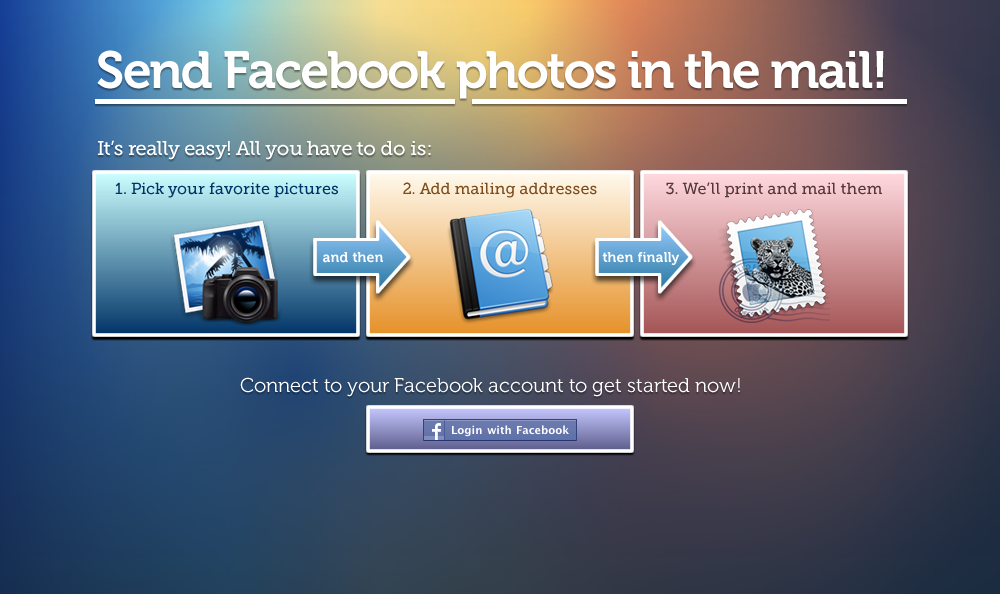 Send Facebook photos in the mail!
It's really easy! All you have to do is:
1. Pick your favorite pictures
and then
2. Add mailing addresses
@
then finally
3. We'll print and mail them
Connect to your Facebook account to get started now!
f Login with Facebook